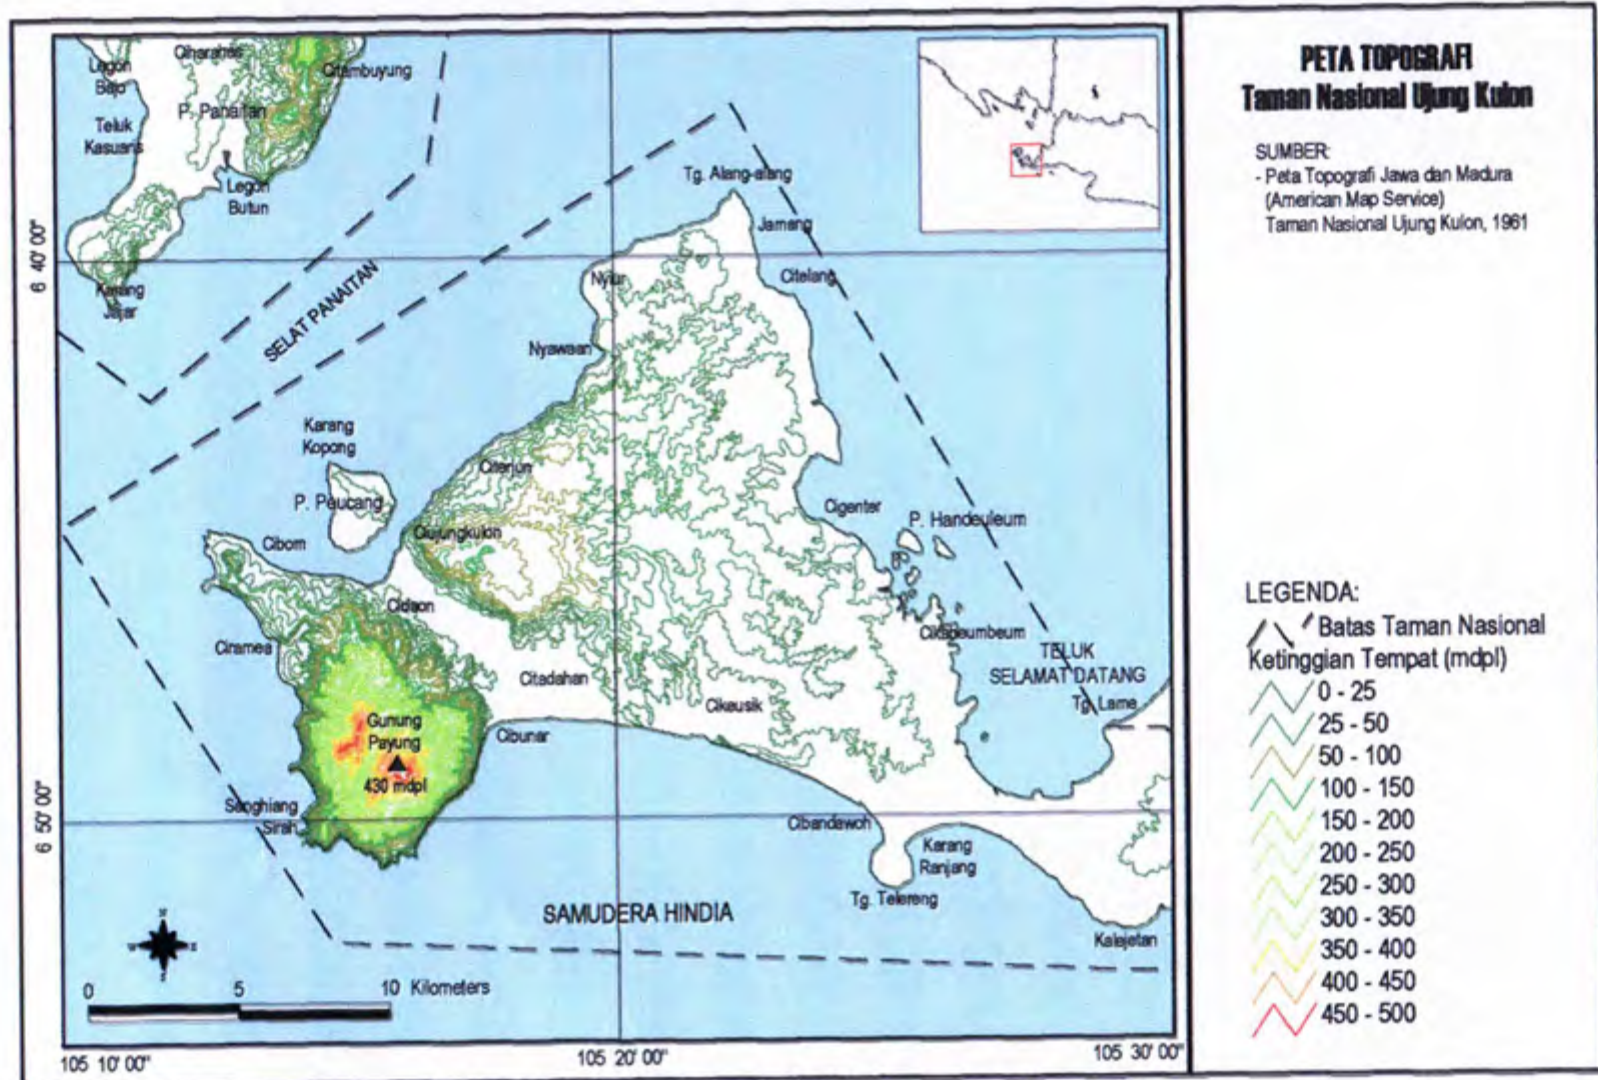 PETA TOPOGRAFI
Taman Nasional Ujung Kulon
SUMBER:
- Peta Topografi Jawa dan Madura
(American Map Service)
Taman Nasional Ujung Kulon, 1961
LEGENDA:
Batas Taman Nasional
Ketinggian Tempat (mdpl)
0 - 25
25 - 50
50 - 100
100 - 150
150 - 200
200 - 250
250 - 300
300 - 350
350 - 400
400 - 450
450 - 500
Legon
Bajo
Ciharabas
Citambuyung
P. Panaitan
Teluk
Kasuaris
Legon
Butun
Karang
Jajar
SELAT PANAITAN
Tg. Alang-alang
Jamang
Citelang
Nyiur
Nyawaan
Karang
Kopong
P. Peucang
Citerjun
Ciujungkulon
Cibom
Cidaon
Ciramea
Citadahan
Cigenter
P. Handeuleum
Cikabeumbeum
TELUK
SELAMAT DATANG
Tg. Lame
Cikeusik
Gunung
Payung
430 mdpl
Cibunar
Sanghiang
Sirah
Cibandawoh
Karang
Ranjang
Tg. Telereng
Kalejetan
SAMUDERA HINDIA
N
W
E
S
0
5
10 Kilometers
6 40' 00"
6 50' 00"
105 10' 00"
105 20' 00"
105 30' 00"